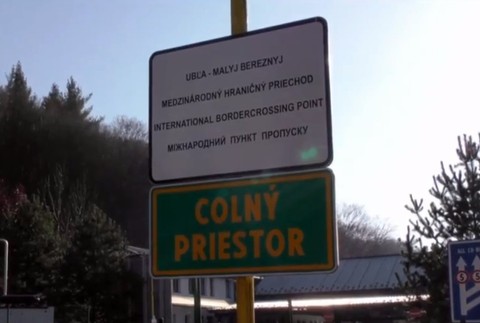 UBĽA - MALYJ BEREZNYJ
MEDZINÁRODNÝ HRANIČNÝ PRIECHOD
INTERNATIONAL BORDERCROSSING POINT
МІЖНАРОДНИЙ ПУНКТ ПРОПУСКУ
COLNÝ
PRIESTOR